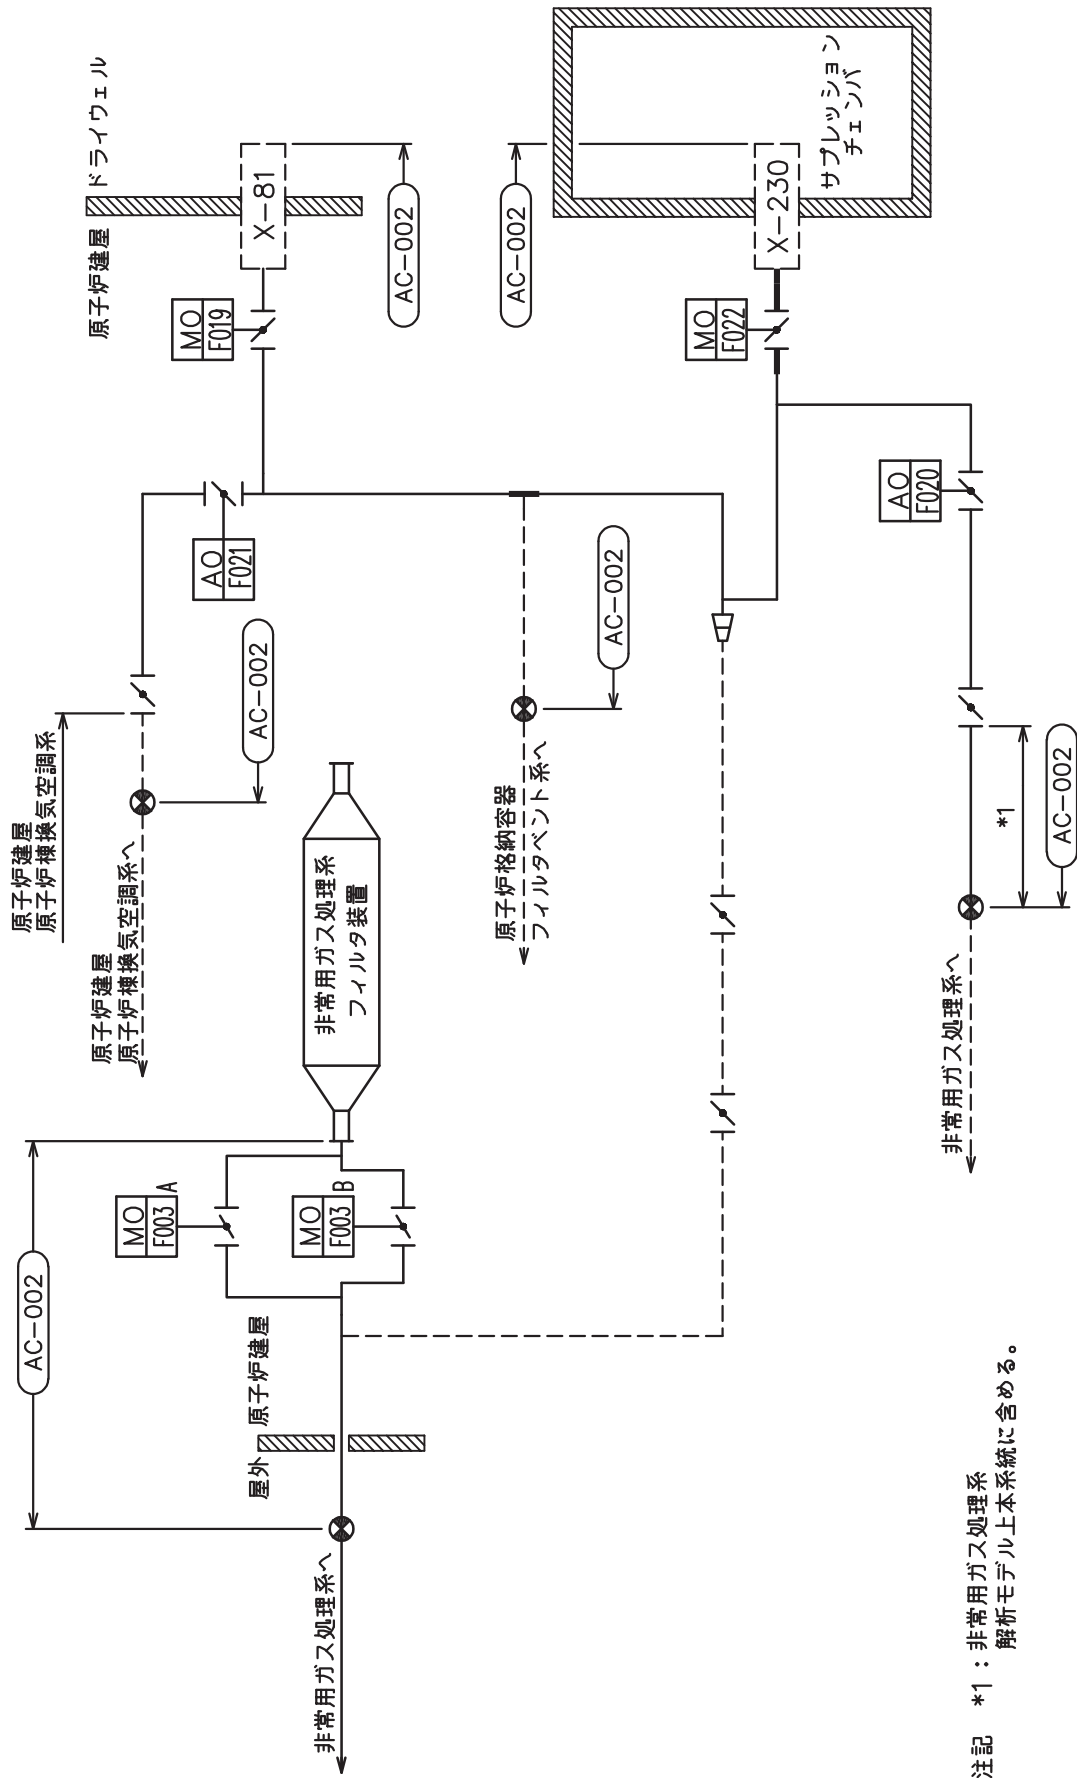 ドライウェル
原子炉建屋
X-81
AC-002
MO
F019
AC-002
サプレッション
チェンバ
X-230
MO
F022
AO
F021
AO
F020
AC-002
AC-002
原子炉建屋
原子炉棟換気空調系
原子炉建屋
原子炉棟換気空調系へ
非常用ガス処理系
フィルタ装置
原子炉格納容器
フィルタベント系へ
*1
AC-002
非常用ガス処理系へ
AC-002
MO
F003
A
MO
F003
B
原子炉建屋
屋外
非常用ガス処理系へ
注記 *1：非常用ガス処理系
解析モデル上本系統に含める。